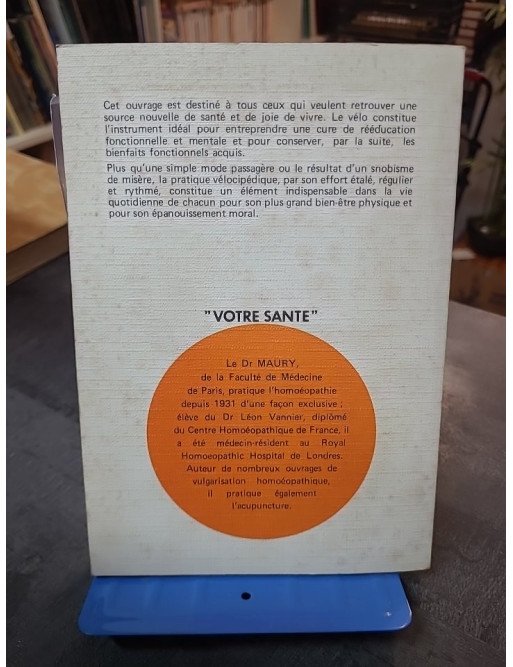 Cet ouvrage est destiné à tous ceux qui veulent retrouver une
source nouvelle de santé et de joie de vivre. Le vélo constitue
l'instrument idéal pour entreprendre une cure de rééducation
fonctionnelle et mentale et pour conserver, par la suite, les
bienfaits fonctionnels acquis.
Plus qu'une simple mode passagère ou le résultat d'un snobisme
de misère, la pratique vélocipédique, par son effort étalé, régulier
et rythmé, constitue un élément indispensable dans la vie
quotidienne de chacun pour son plus grand bien-être physique et
pour son épanouissement moral.
"VOTRE SANTE"
Le Dr MAURY,
de la Faculté de Médecine
de Paris, pratique l'homoéopathie
depuis 1931 d'une façon exclusive ;
élève du Dr Léon Vannier, diplômé
du Centre Homoéopathique de France, il
a été médecin-résident au Royal
Homoeopathic Hospital de Londres.
Auteur de nombreux ouvrages de
vulgarisation homoéopathique,
il pratique également
l'acupuncture.